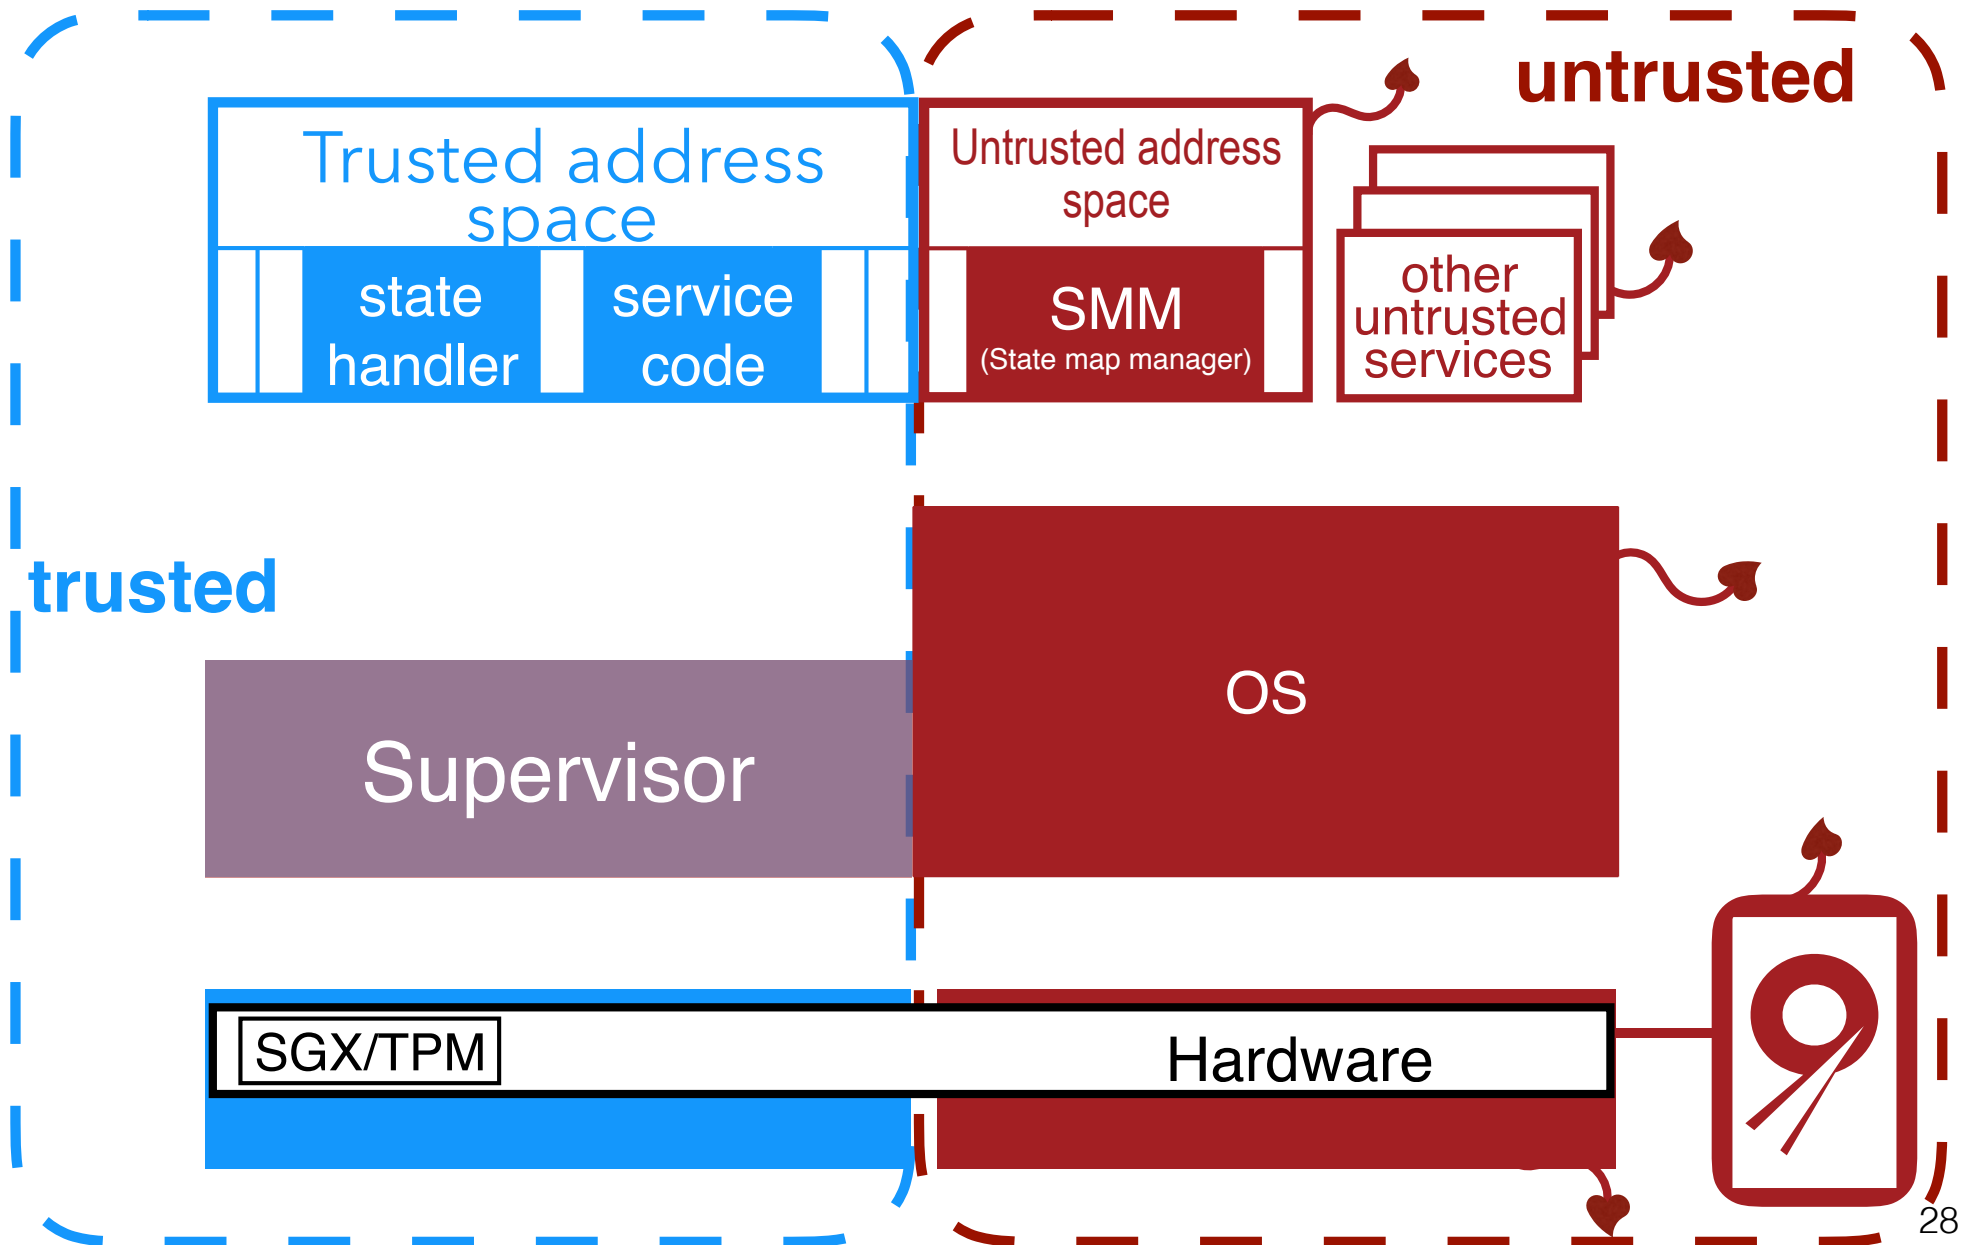 untrusted
Trusted address
space
Untrusted address
space
state
handler
service
code
SMM
(State map manager)
other
untrusted
services
trusted
OS
Supervisor
SGX/TPM
Hardware
28